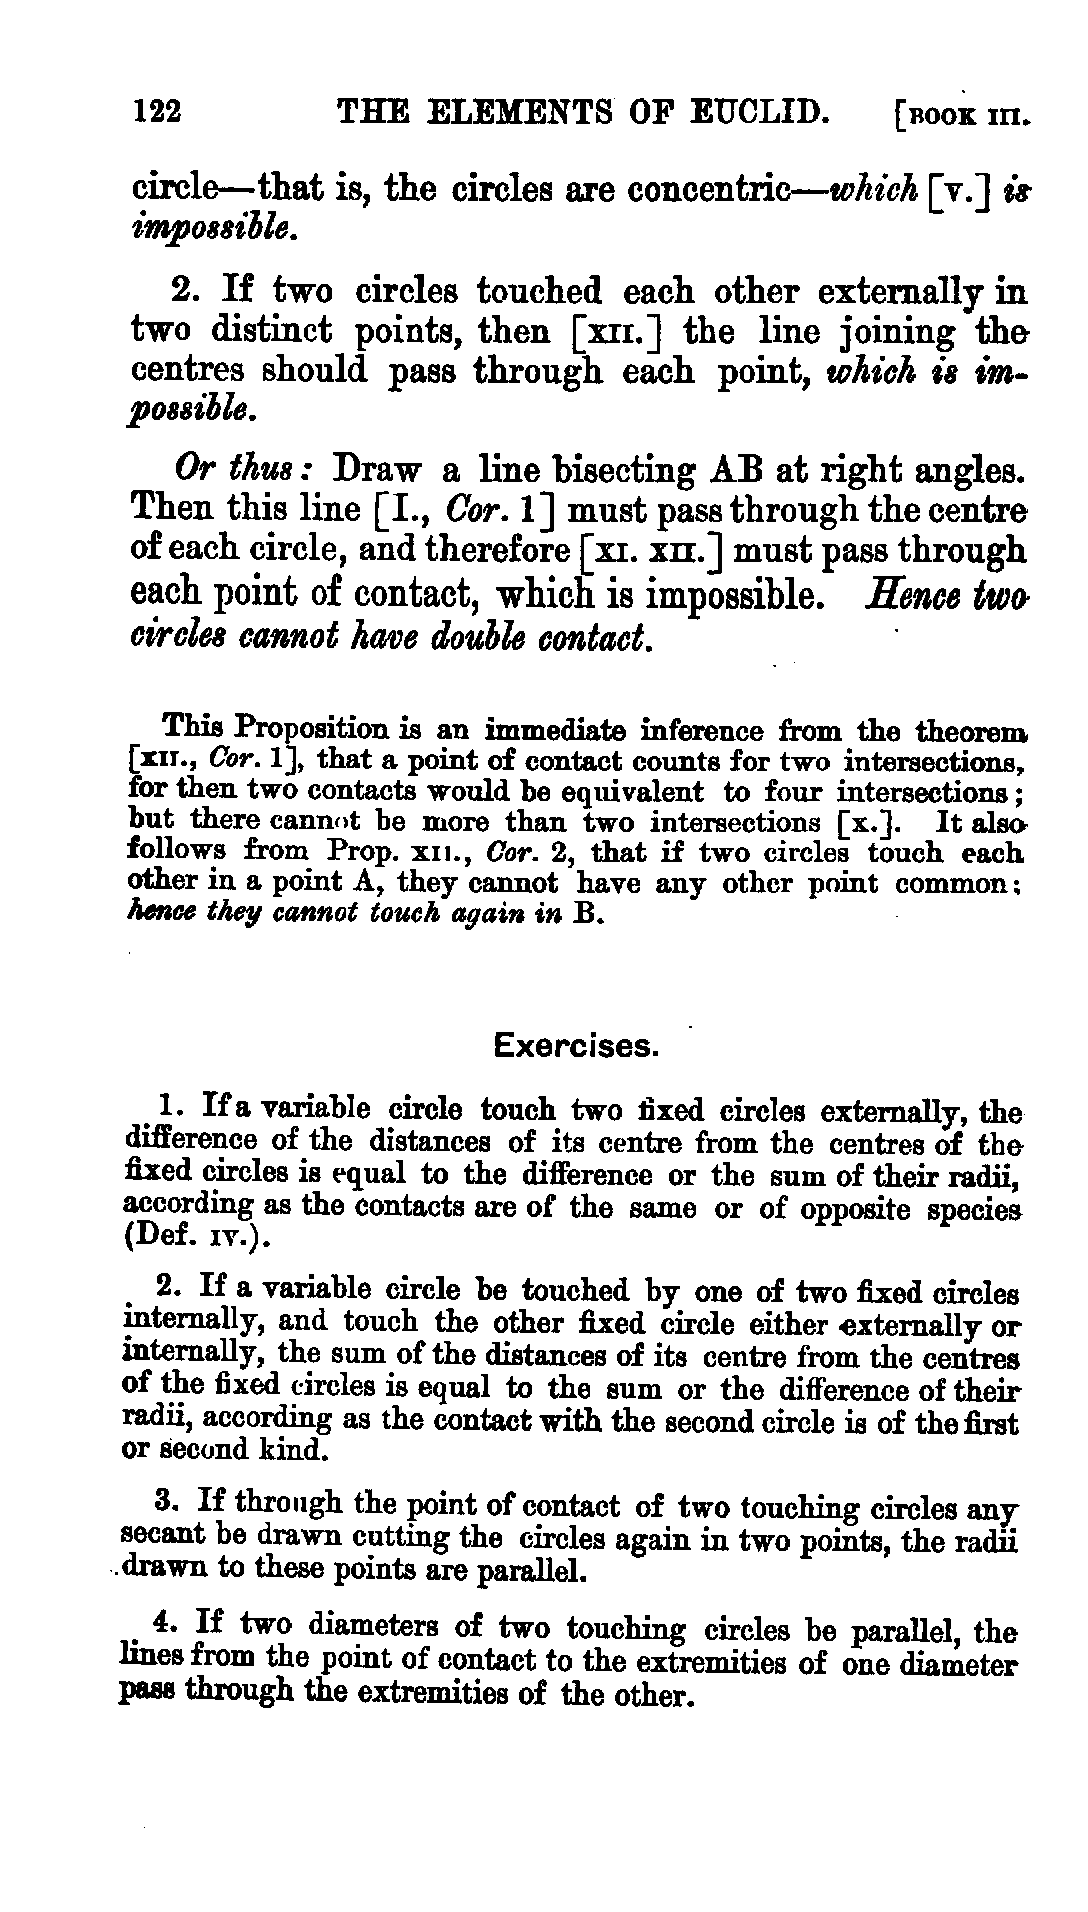 122 THE ELEMENTS OF EUCLID. [BOOK III.
circle—that is, the circles are concentric—which [V.] is
impossible.
2. If two circles touched each other externally in
two distinct points, then [XII.] the line joining the
centres should pass through each point, which is im-
possible.
Or thus: Draw a line bisecting AB at right angles.
Then this line [I., Cor. 1] must pass through the centre
of each circle, and therefore [XI. XII.] must pass through
each point of contact, which is impossible. Hence two
circles cannot have double contact.
This Proposition is an immediate inference from the theorem
[XII., Cor. 1], that a point of contact counts for two intersections,
for then two contacts would be equivalent to four intersections;
but there cannot be more than two intersections [X.]. It also
follows from Prop. XII., Cor. 2, that if two circles touch each
other in a point A, they cannot have any other point common;
hence they cannot touch again in B.
Exercises.
1. If a variable circle touch two fixed circles externally, the
difference of the distances of its centre from the centres of the
fixed circles is equal to the difference or the sum of their radii,
according as the contacts are of the same or of opposite species
(Def. IV.).
2. If a variable circle be touched by one of two fixed circles
internally, and touch the other fixed circle either externally or
internally, the sum of the distances of its centre from the centres
of the fixed circles is equal to the sum or the difference of their
radii, according as the contact with the second circle is of the first
or second kind.
3. If through the point of contact of two touching circles any
secant be drawn cutting the circles again in two points, the radii
drawn to these points are parallel.
4. If two diameters of two touching circles be parallel, the
lines from the point of contact to the extremities of one diameter
pass through the extremities of the other.